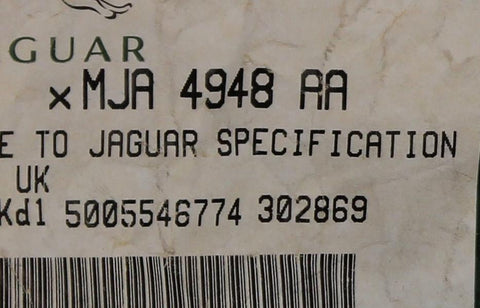 GUAR
x MJA 4948 AA
E TO JAGUAR SPECIFICATION
UK
Kd1 5005546774 302869